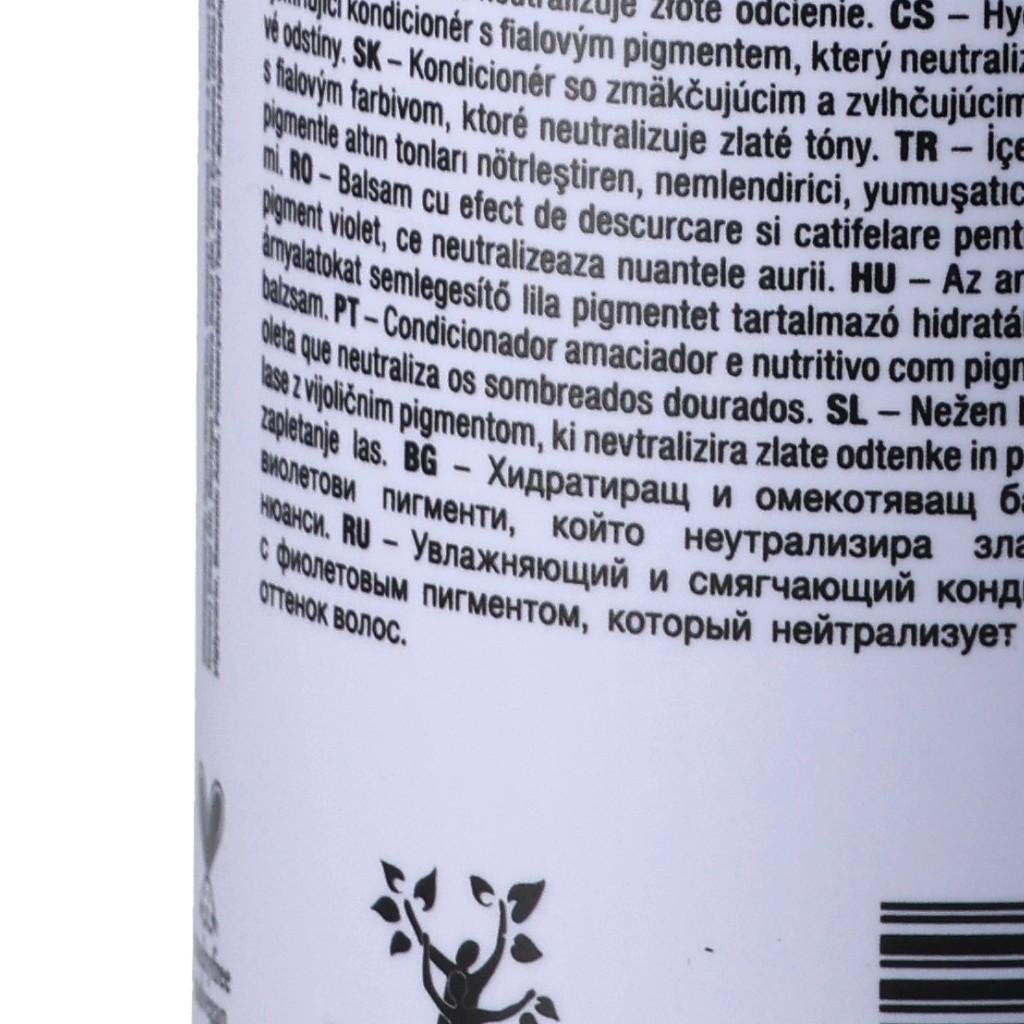 neutralizuje złote odcienie. CS – Hy
kondicionér s fialovým pigmentem, který neutraliz
vé odstíny. SK – Kondicionér so zmäkčujúcim a zvlhčujúcim
s fialovým farbivom, ktoré neutralizuje zlaté tóny. TR – İçe
pigmentle altın tonları nötrleştiren, nemlendirici, yumuşatıc
mi. RO – Balsam cu efect de descurcare si catifelare pent
pigment violet, ce neutralizeaza nuantele aurii. HU – Az ar
árnyalatokat semlegesítő lila pigmentet tartalmazó hidratá
balzsam. PT – Condicionador amaciador e nutritivo com pigm
oleta que neutraliza os sombreados dourados. SL – Nežen
lase z vijoličnim pigmentom, ki nevtralizira zlate odtenke in p
zapletanje las. BG – Хидратиращ и омекотяващ ба
виолетови пигменти, който неутрализира зла
нюанси. RU – Увлажняющий и смягчающий конд
с фиолетовым пигментом, который нейтрализует
оттенок волос.